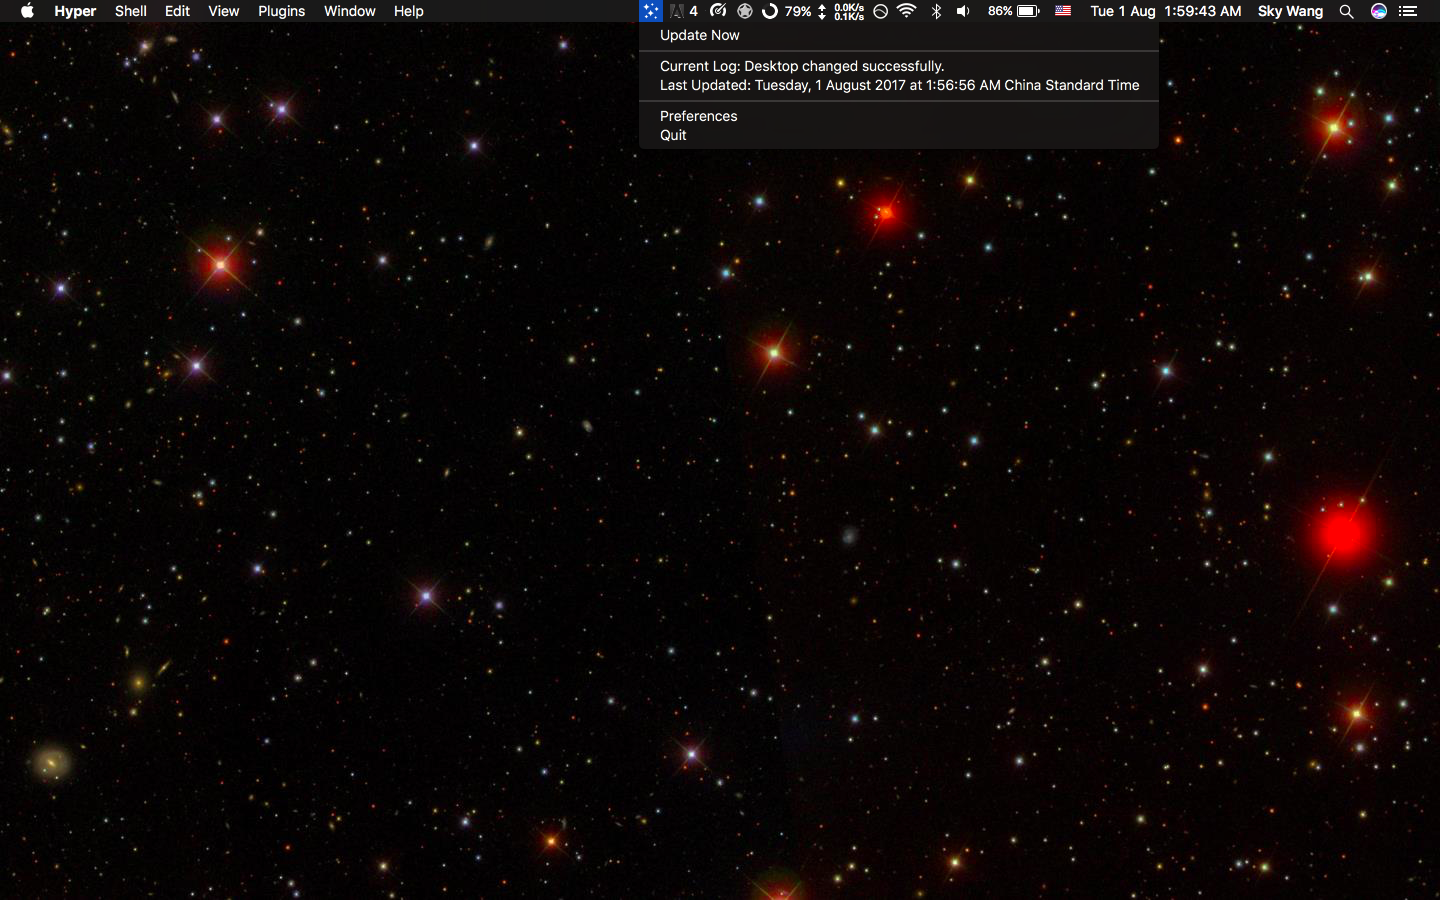 Hyper Shell Edit View Plugins Window Help 4 79% 0.0K/s 86% Tue 1 Aug 1:59:43 AM Sky Wang
0.1K/s
Update Now
Current Log: Desktop changed successfully.
Last Updated: Tuesday, 1 August 2017 at 1:56:56 AM China Standard Time
Preferences
Quit